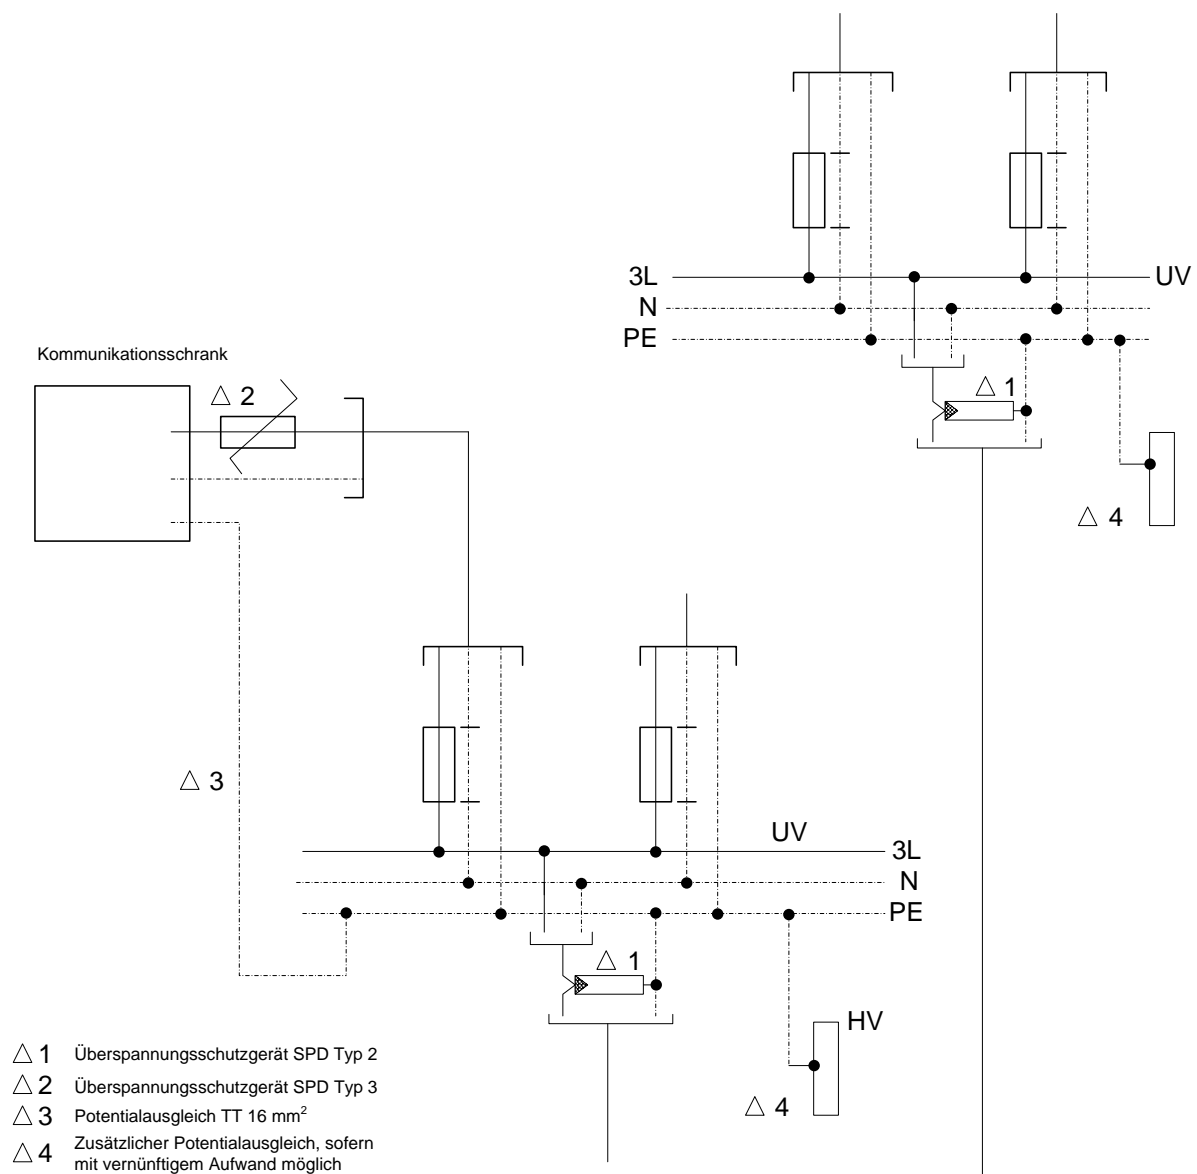 3L
UV
N
PE
Kommunikationsschrank
△ 2
△ 1
△ 4
△ 3
UV
3L
N
PE
△ 1
HV
△ 4
△ 1 Überspannungsschutzgerät SPD Typ 2
△ 2 Überspannungsschutzgerät SPD Typ 3
△ 3 Potentialausgleich TT 16 mm²
△ 4 Zusätzlicher Potentialausgleich, sofern
mit vernünftigem Aufwand möglich